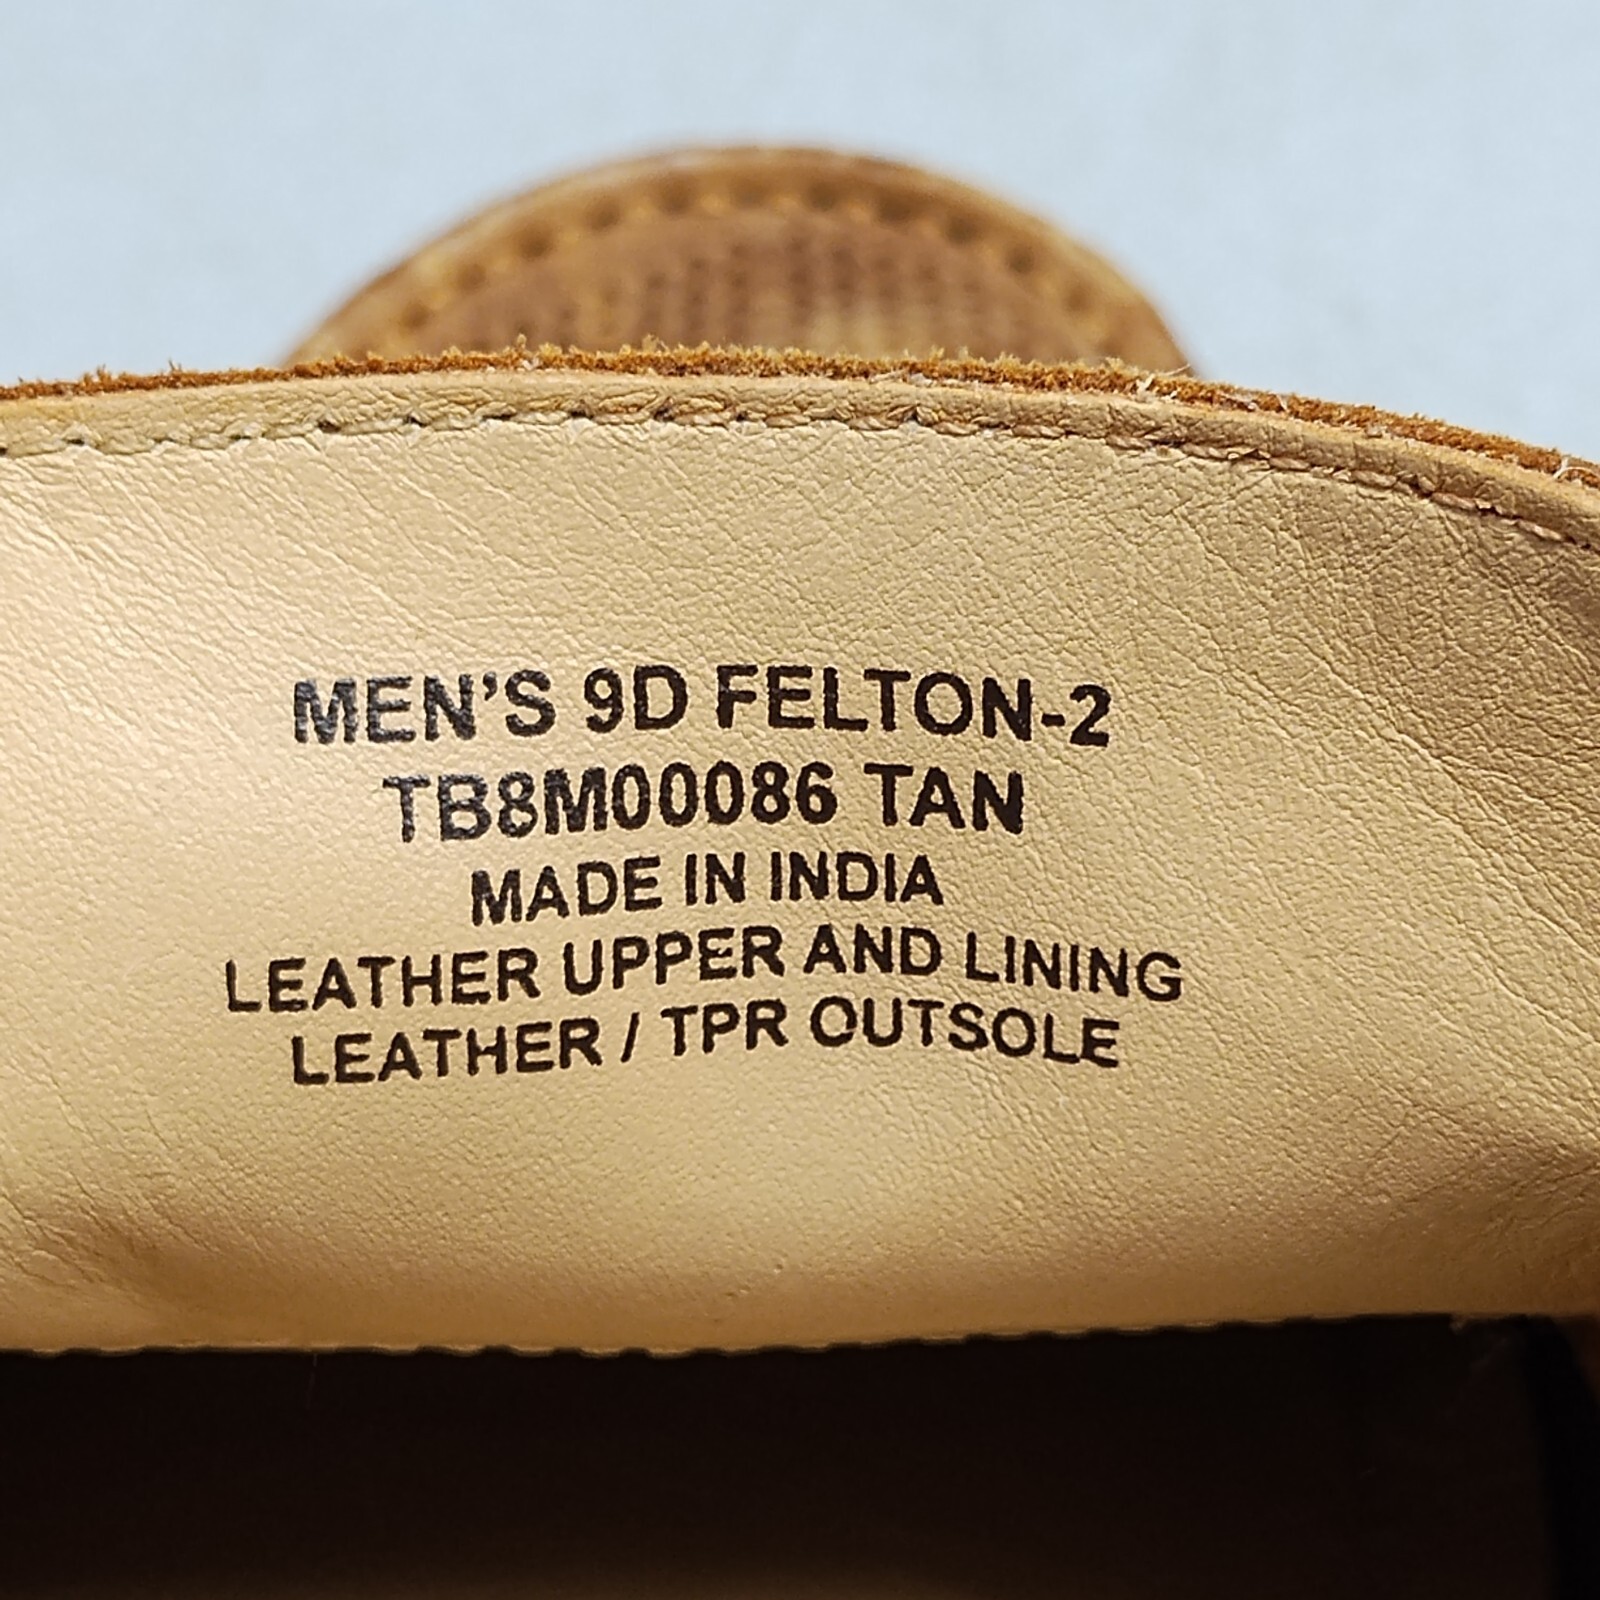 MEN'S 9D FELTON-2
TB8M00086 TAN
MADE IN INDIA
LEATHER UPPER AND LINING
LEATHER / TPR OUTSOLE